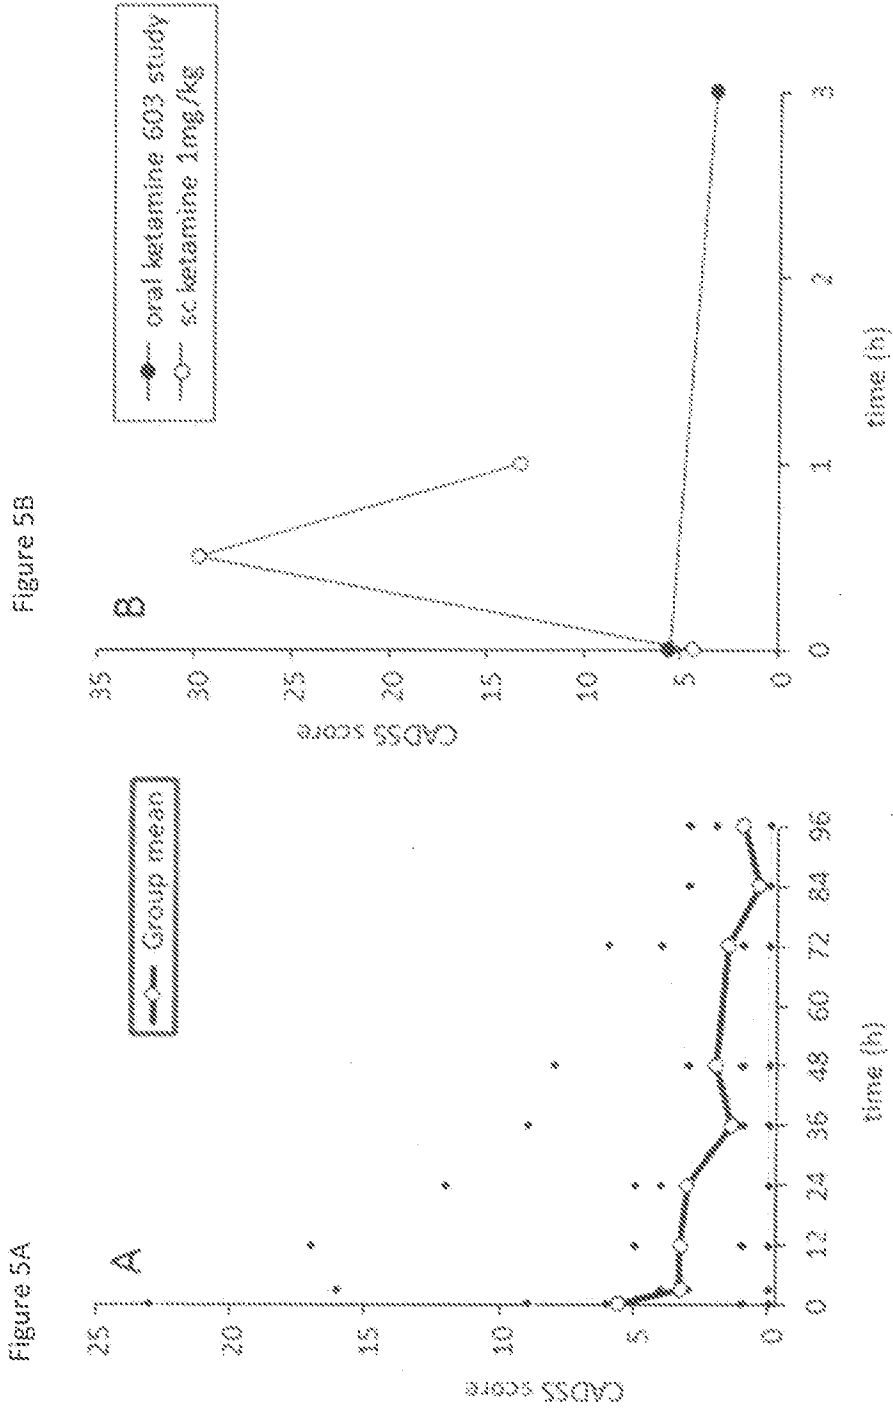 Figure 5A
A
Group mean
CADSS score
25
20
15
10
5
0
0 12 24 36 48 60 72 84 96
time (h)
Figure 5B
B
oral ketamine 603 study
sc ketamine 1mg/kg
CADSS score
35
30
25
20
15
10
5
0
0 1 2 3
time (h)